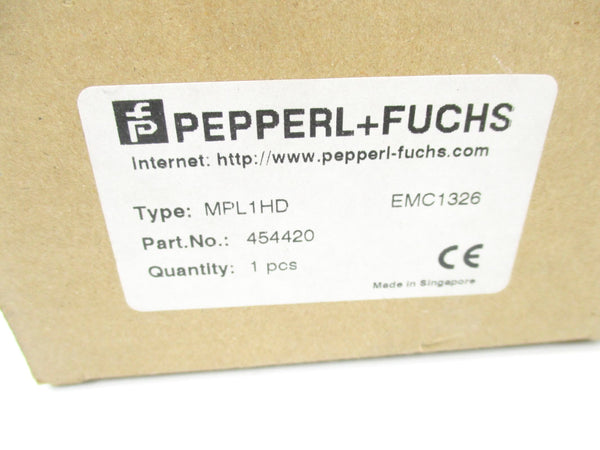 fp PEPPERL+FUCHS
Internet: http://www.pepperl-fuchs.com
Type: MPL1HD EMC1326
Part.No.: 454420
Quantity: 1 pcs CE
Made in Singapore